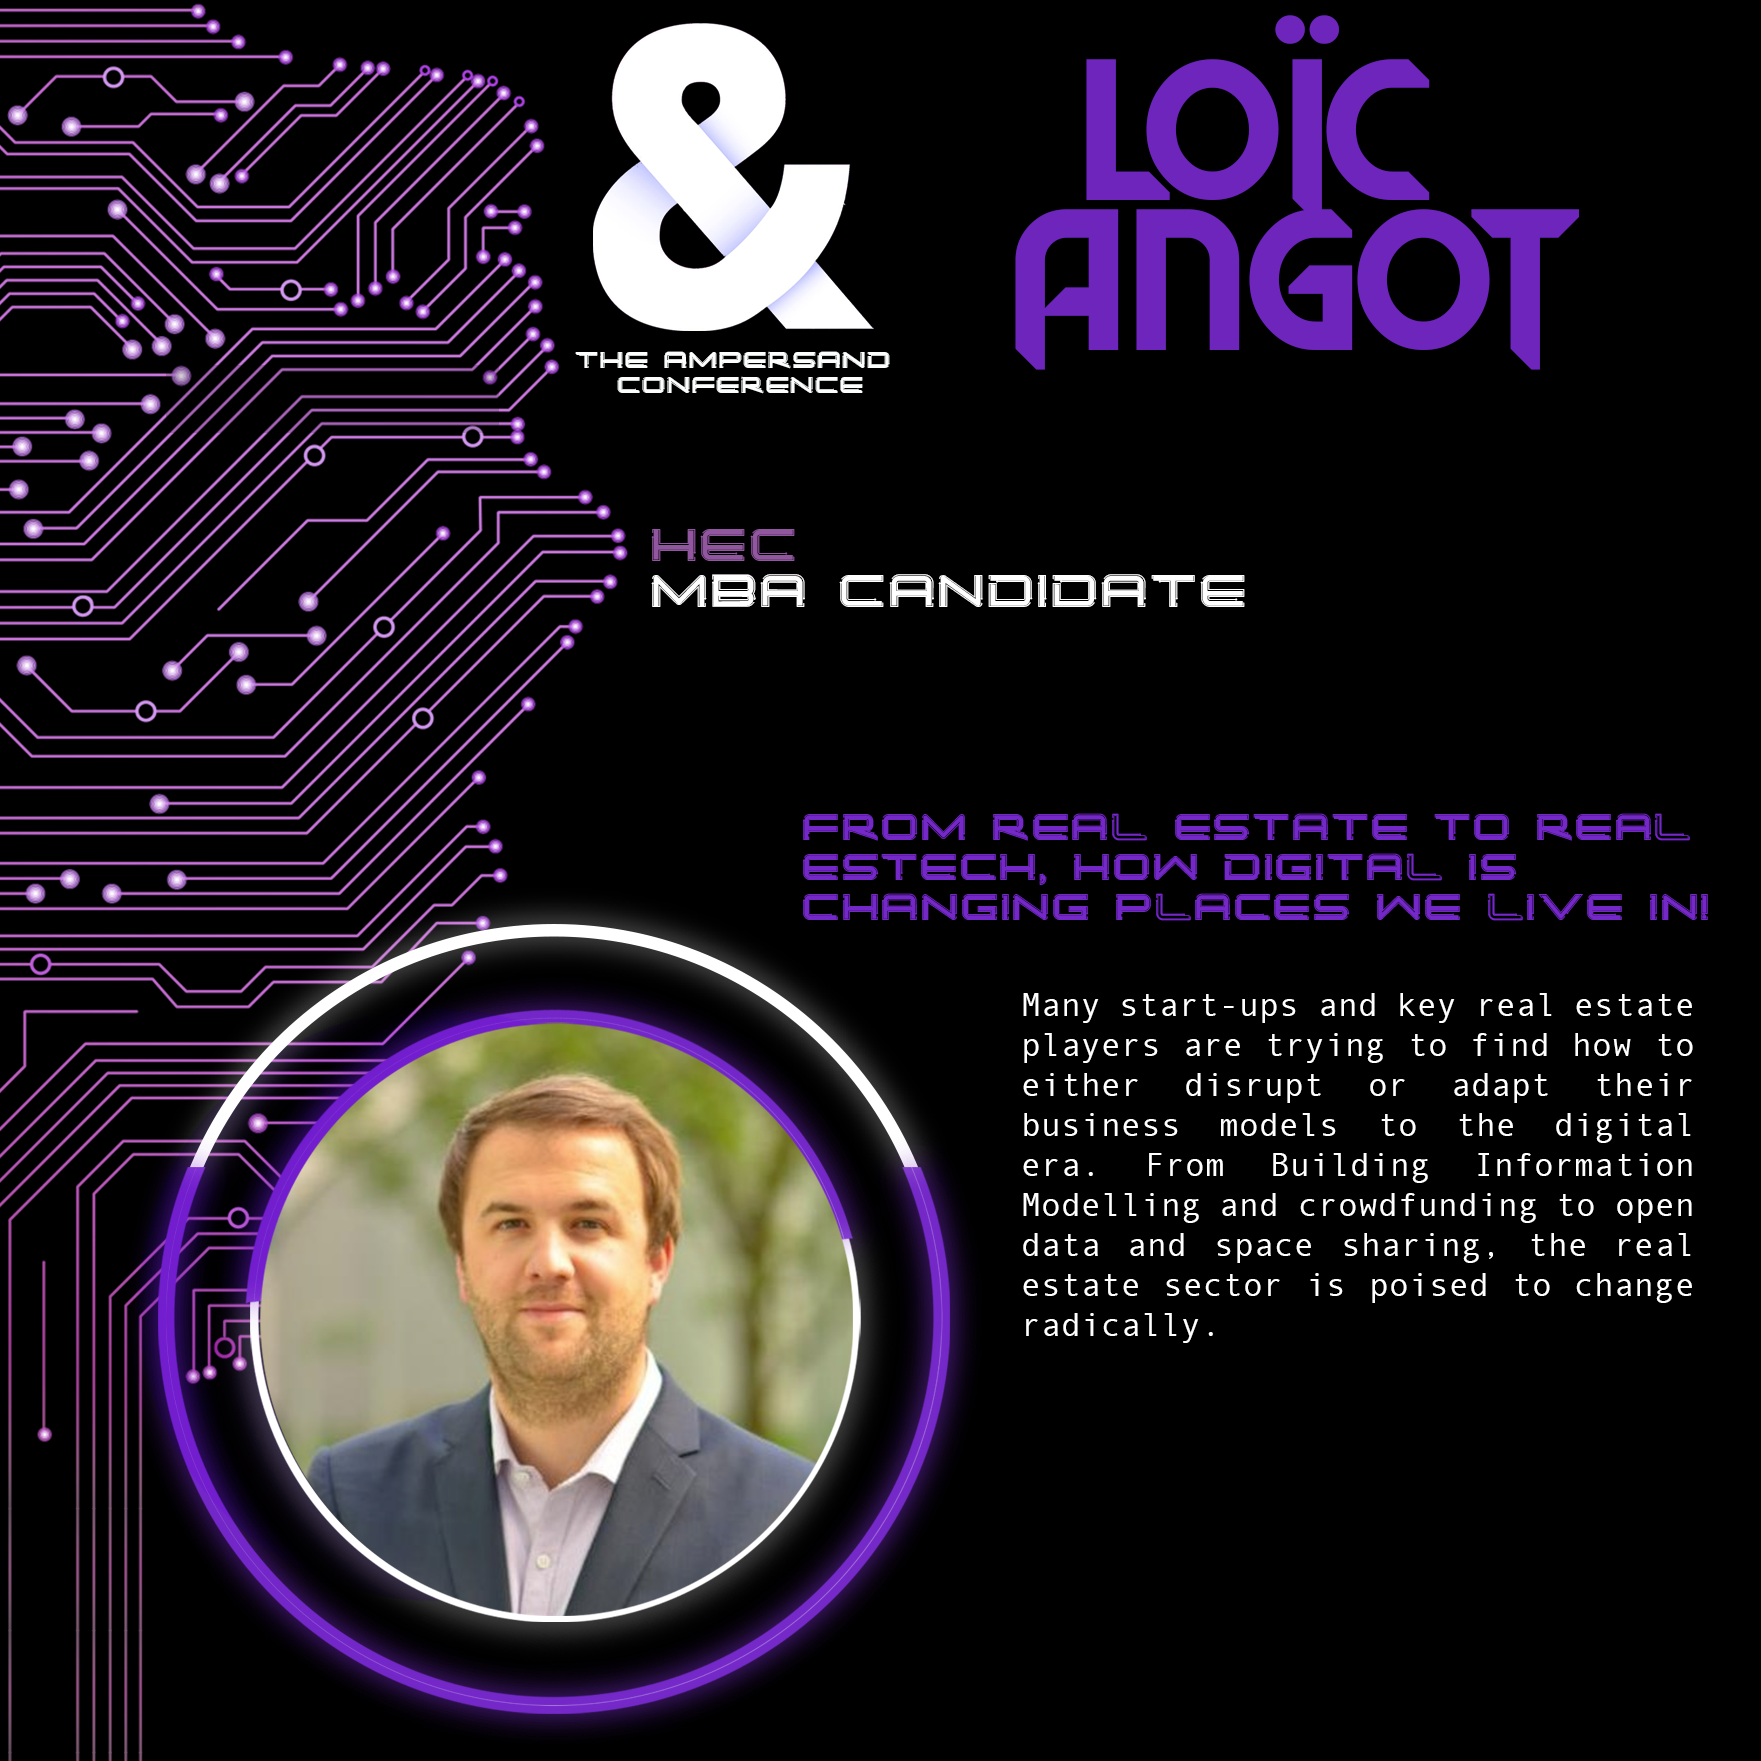 &
THE AMPERSAND
CONFERENCE
LOÏC
ANGOT
HEC
MBA CANDIDATE
FROM REAL ESTATE TO REAL
ESTECH, HOW DIGITAL IS
CHANGING PLACES WE LIVE IN!
Many start-ups and key real estate
players are trying to find how to
either disrupt or adapt their
business models to the digital
era. From Building Information
Modelling and crowdfunding to open
data and space sharing, the real
estate sector is poised to change
radically.